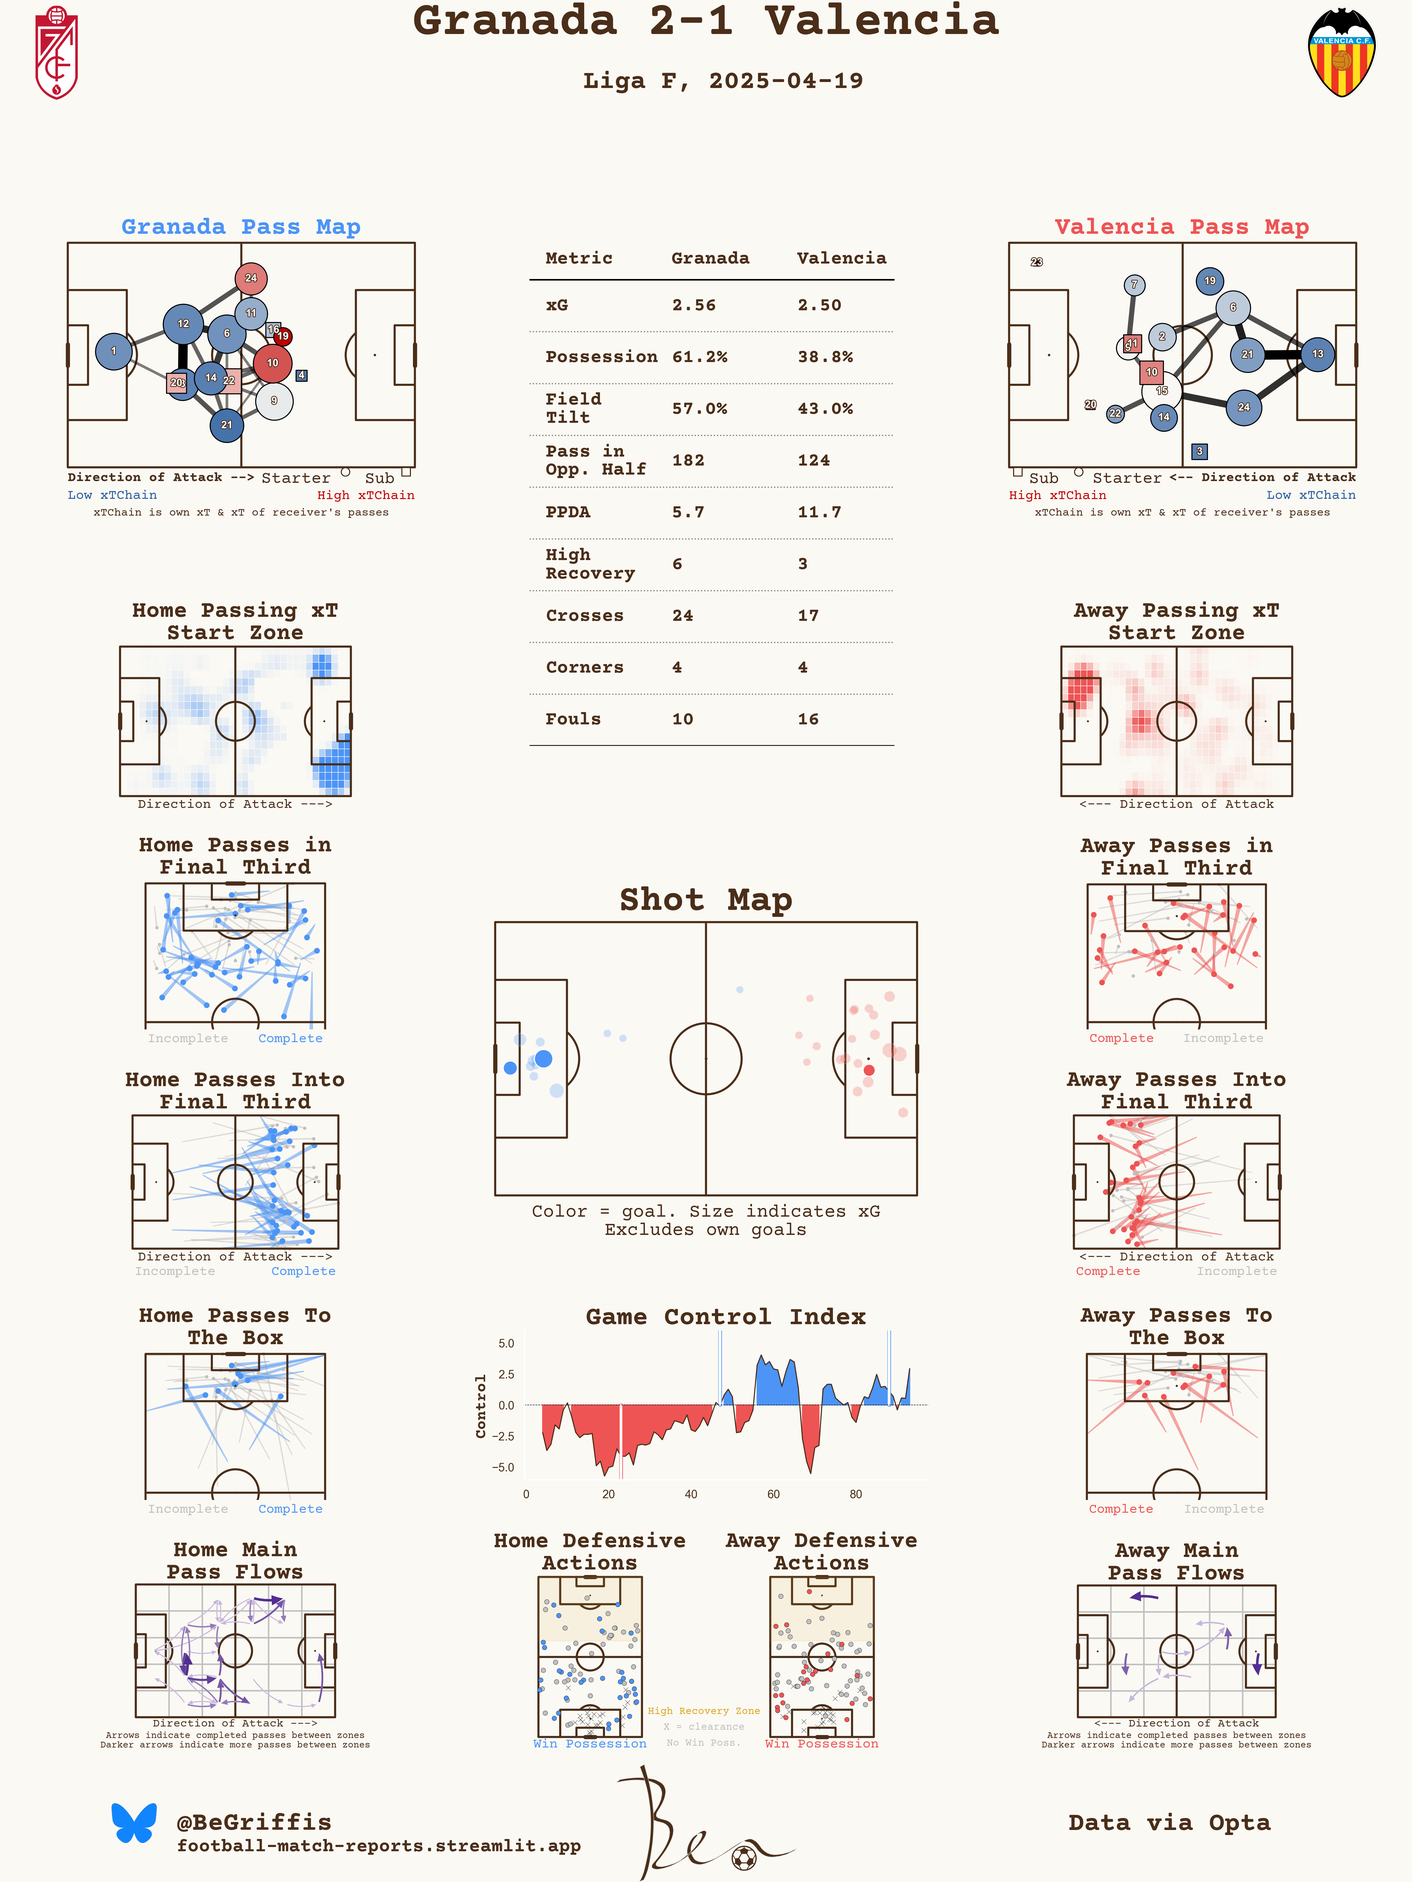 Granada 2-1 Valencia
Liga F, 2025-04-19
VALENCIA C.F.
Granada Pass Map
24
11
12
6
16
19
1
10
14
22
20
4
9
21
Direction of Attack --> Starter Sub
Low xTChain High xTChain
xTChain is own xT & xT of receiver's passes
Metric Granada Valencia
xG 2.56 2.50
Possession 61.2% 38.8%
Field
Tilt 57.0% 43.0%
Pass in
Opp. Half 182 124
PPDA 5.7 11.7
High
Recovery 6 3
Crosses 24 17
Corners 4 4
Fouls 10 16
Valencia Pass Map
23
7
19
6
2
11
9
21
13
10
15
20
22
14
24
3
Sub Starter <-- Direction of Attack
High xTChain Low xTChain
xTChain is own xT & xT of receiver's passes
Home Passing xT
Start Zone
Direction of Attack --->
Away Passing xT
Start Zone
<--- Direction of Attack
Home Passes in
Final Third
Incomplete Complete
Away Passes in
Final Third
Complete Incomplete
Shot Map
Color = goal. Size indicates xG
Excludes own goals
Home Passes Into
Final Third
Direction of Attack --->
Incomplete Complete
Away Passes Into
Final Third
<--- Direction of Attack
Complete Incomplete
Home Passes To
The Box
Incomplete Complete
Game Control Index
Control
5.0
2.5
0.0
−2.5
−5.0
0 20 40 60 80
Away Passes To
The Box
Complete Incomplete
Home Main
Pass Flows
Direction of Attack --->
Arrows indicate completed passes between zones
Darker arrows indicate more passes between zones
Home Defensive
Actions
Win Possession
High Recovery Zone
X = clearance
No Win Poss.
Away Defensive
Actions
Win Possession
Away Main
Pass Flows
<--- Direction of Attack
Arrows indicate completed passes between zones
Darker arrows indicate more passes between zones
@BeGriffis
football-match-reports.streamlit.app
Ben
Data via Opta